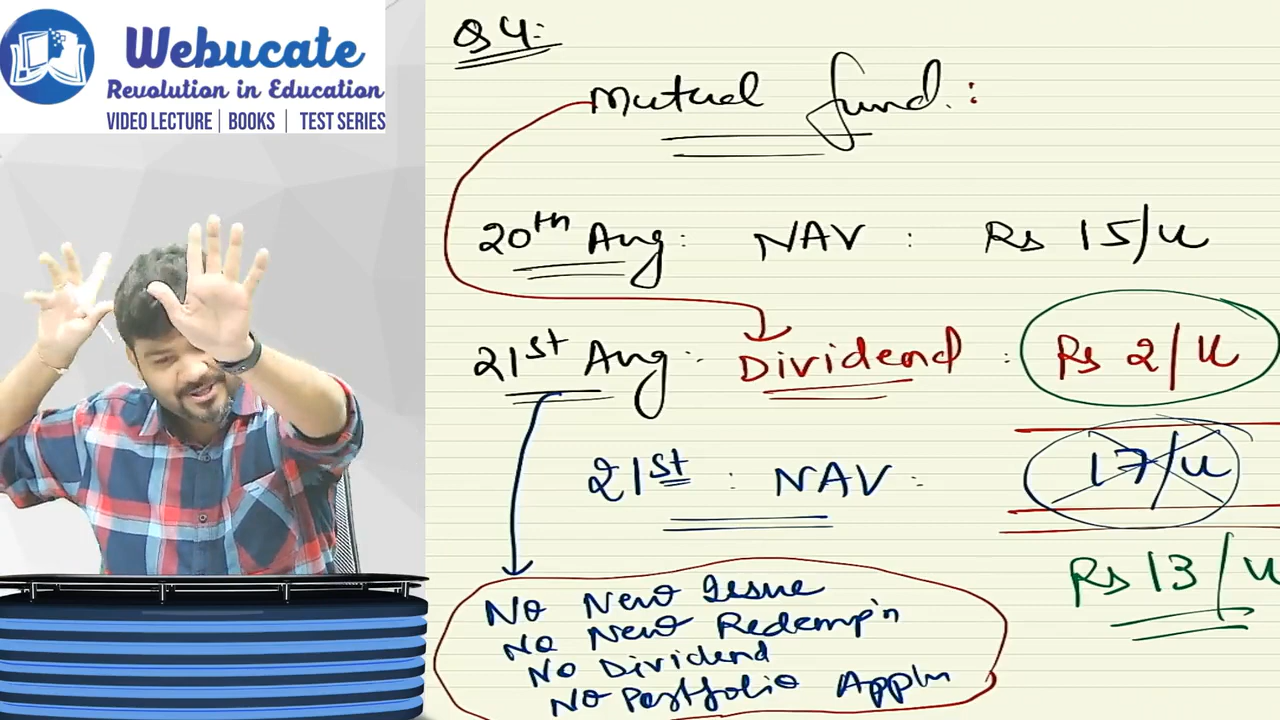 Webucate
Revolution in Education
VIDEO LECTURE | BOOKS | TEST SERIES
Q4:
Mutual fund:
20th Aug: NAV : Rs 15/u
21st Aug: Dividend : Rs 2/u
21st : NAV : 17/u
Rs 13/u
No New Issue
No New Redemp'n
No Dividend
No Portfolio Appln